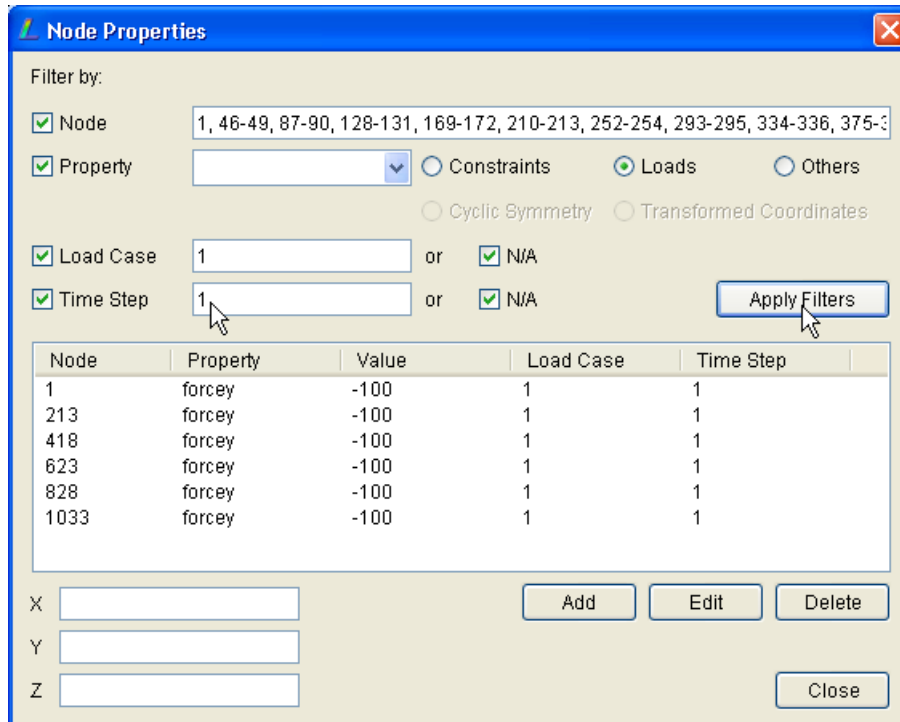 Node Properties
Filter by:
Node 1, 46-49, 87-90, 128-131, 169-172, 210-213, 252-254, 293-295, 334-336, 375-
Property Constraints Loads Others
Cyclic Symmetry Transformed Coordinates
Load Case 1 or N/A
Time Step 1 or N/A Apply Filters
Node Property Value Load Case Time Step
1 forcey -100 1 1
213 forcey -100 1 1
418 forcey -100 1 1
623 forcey -100 1 1
828 forcey -100 1 1
1033 forcey -100 1 1
X Add Edit Delete
Y
Z Close